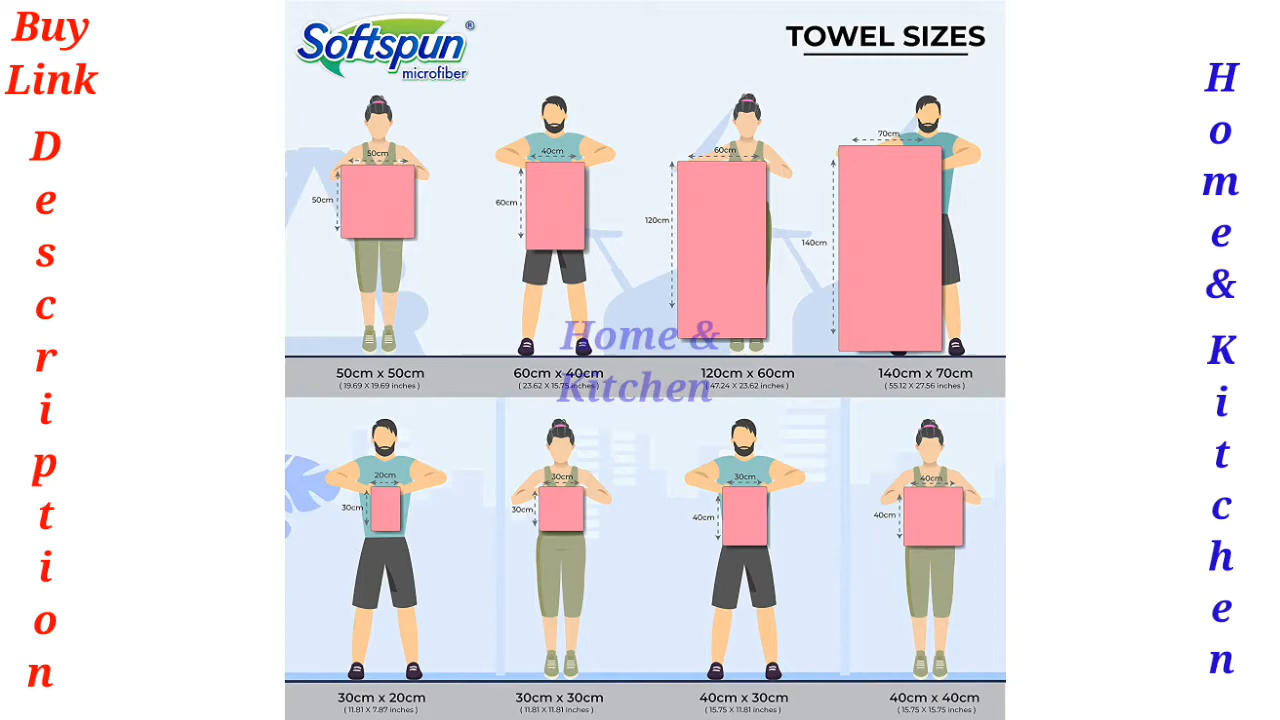 Buy
Link
D
e
s
c
r
i
p
t
i
o
n
Softspun®
microfiber
TOWEL SIZES
50cm
50cm
40cm
60cm
60cm
120cm
70cm
140cm
Home &
Kitchen
50cm x 50cm
( 19.69 X 19.69 inches )
60cm x 40cm
( 23.62 X 15.75 inches )
120cm x 60cm
( 47.24 X 23.62 inches )
140cm x 70cm
( 55.12 X 27.56 inches )
20cm
30cm
30cm
30cm
30cm
40cm
40cm
40cm
30cm x 20cm
( 11.81 X 7.87 inches )
30cm x 30cm
( 11.81 X 11.81 inches )
40cm x 30cm
( 15.75 X 11.81 inches )
40cm x 40cm
( 15.75 X 15.75 inches )
H
o
m
e
&
K
i
t
c
h
e
n